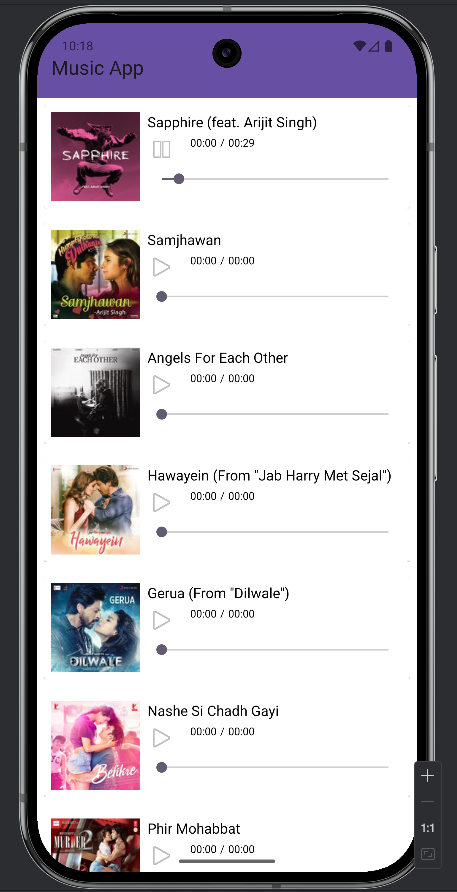 10:18
Music App
SAPPHIRE
Sapphire (feat. Arijit Singh)
00:00 / 00:29
Samjhawan
-Arijit Singh
Samjhawan
00:00 / 00:00
Angels For
EACH OTHER
Angels For Each Other
00:00 / 00:00
Hawayein
Hawayein (From "Jab Harry Met Sejal")
00:00 / 00:00
GERUA
DILWALE
Gerua (From "Dilwale")
00:00 / 00:00
Befikre
Nashe Si Chadh Gayi
00:00 / 00:00
MURDER 2
Phir Mohabbat
00:00 / 00:00
1:1